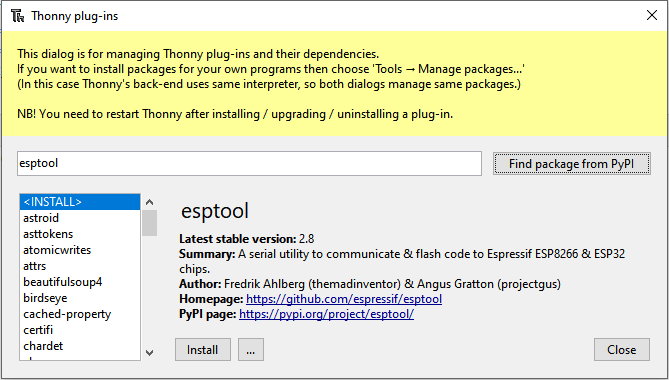 Thonny plug-ins
This dialog is for managing Thonny plug-ins and their dependencies.
If you want to install packages for your own programs then choose 'Tools → Manage packages...'
(In this case Thonny's back-end uses same interpreter, so both dialogs manage same packages.)
NB! You need to restart Thonny after installing / upgrading / uninstalling a plug-in.
esptool
Find package from PyPI
<INSTALL>
astroid
asttokens
atomicwrites
attrs
beautifulsoup4
birdseye
cached-property
certifi
chardet
esptool
Latest stable version: 2.8
Summary: A serial utility to communicate & flash code to Espressif ESP8266 & ESP32
chips.
Author: Fredrik Ahlberg (themadinventor) & Angus Gratton (projectgus)
Homepage: https://github.com/espressif/esptool
PyPI page: https://pypi.org/project/esptool/
Install
...
Close